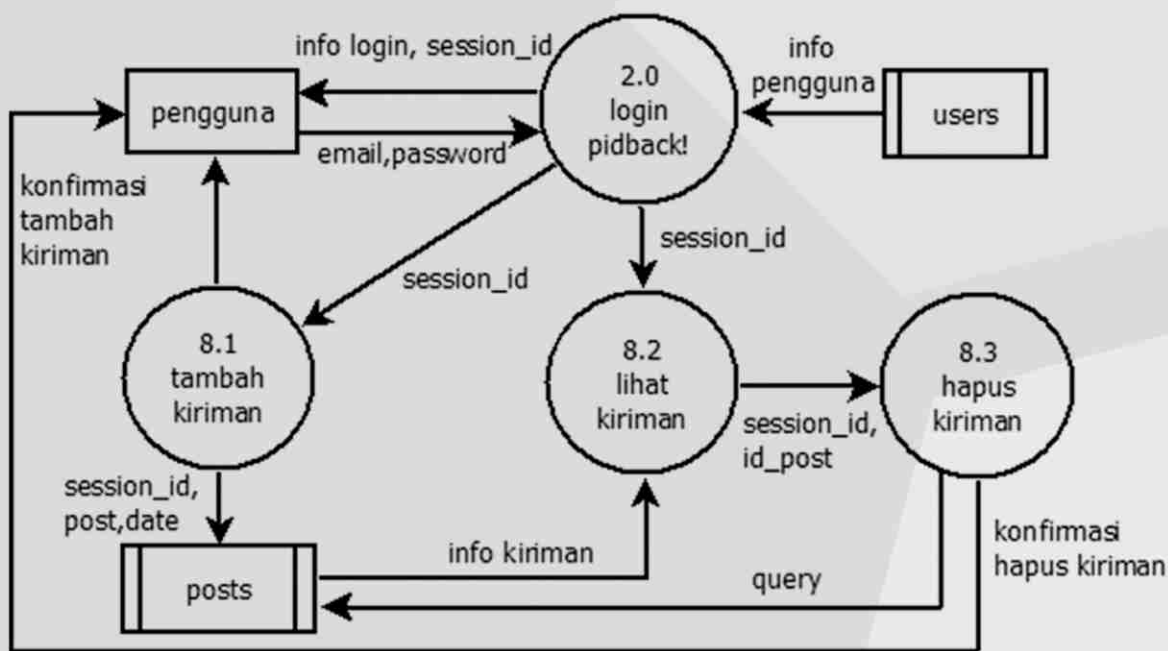 info login, session_id
2.0
login
pidback!
info
pengguna
users
pengguna
email,password
konfirmasi
tambah
kiriman
session_id
session_id
8.1
tambah
kiriman
8.2
lihat
kiriman
8.3
hapus
kiriman
session_id,
id_post
session_id,
post,date
posts
info kiriman
query
konfirmasi
hapus kiriman